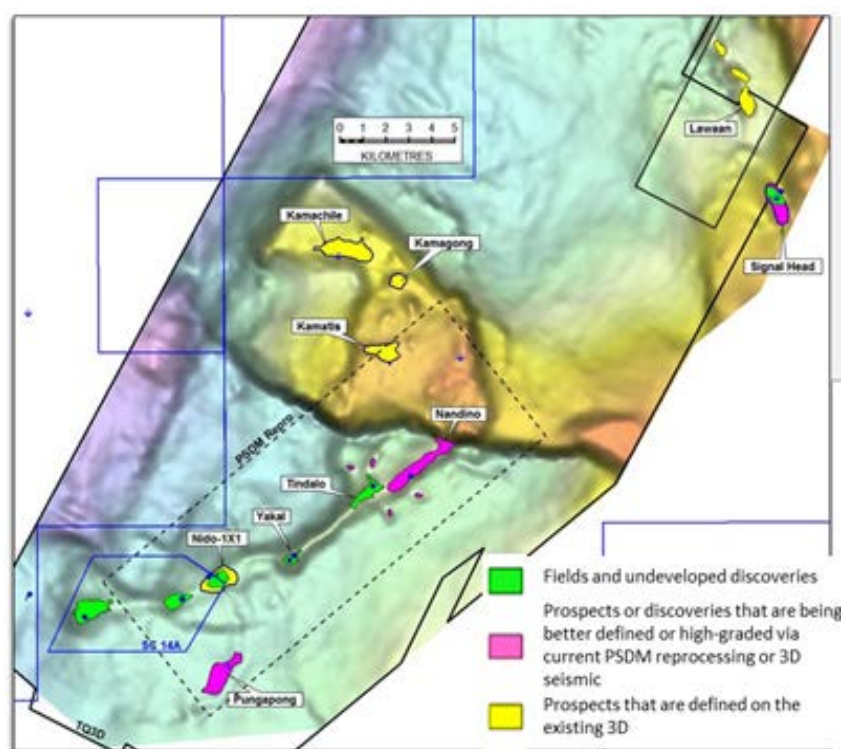 Lawaan
0 1 2 3 4 5
KILOMETRES
Kamachile
Kamagong
Signal Head
Kamatis
Nandino
PSDM Repro
Tindalo
Yakal
Nido-1X1
SC 14A
Pungapong
TQ3D
Fields and undeveloped discoveries
Prospects or discoveries that are being
better defined or high-graded via
current PSDM reprocessing or 3D
seismic
Prospects that are defined on the
existing 3D